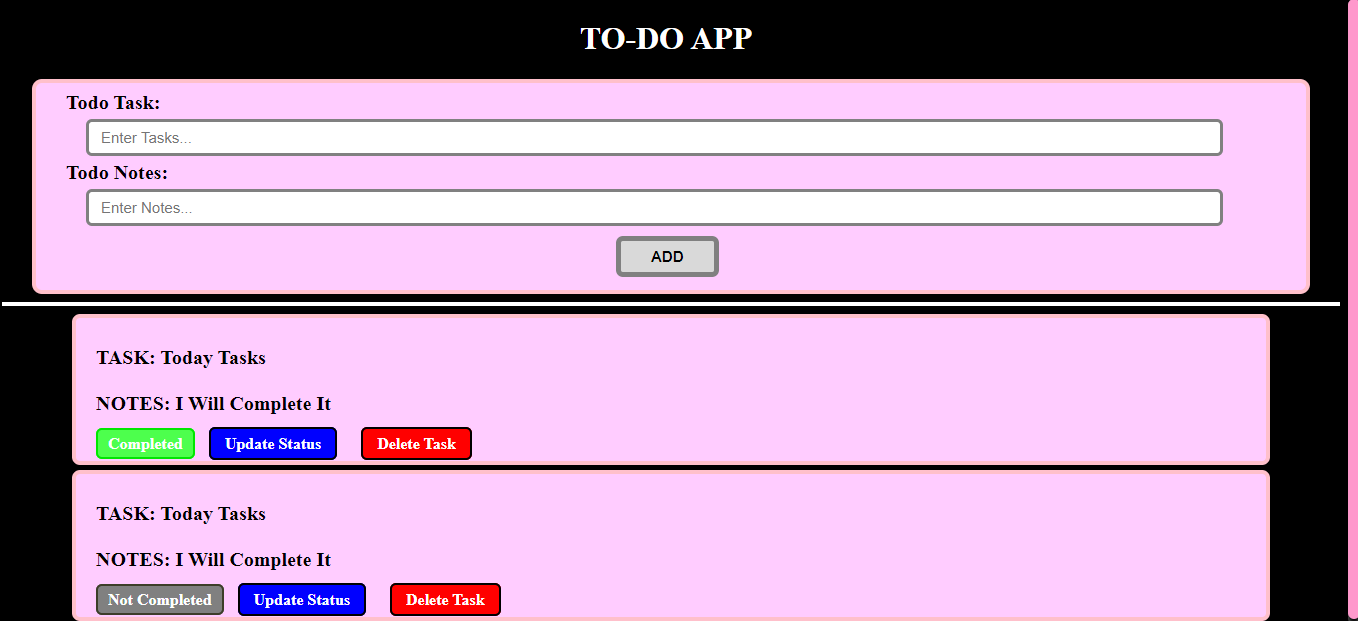 TO-DO APP
Todo Task:
Enter Tasks...
Todo Notes:
Enter Notes...
ADD
TASK: Today Tasks
NOTES: I Will Complete It
Completed Update Status Delete Task
TASK: Today Tasks
NOTES: I Will Complete It
Not Completed Update Status Delete Task